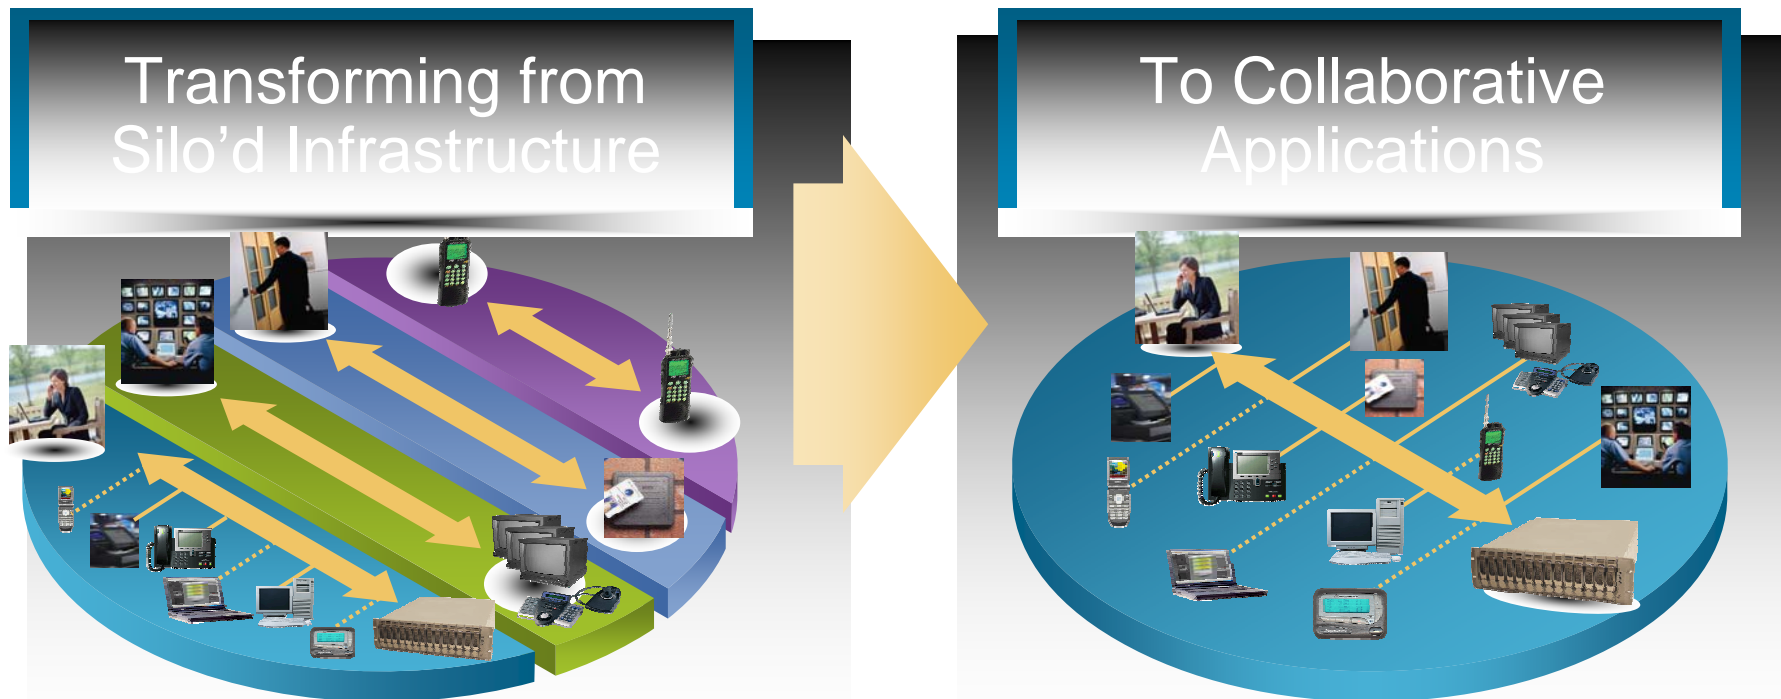 Transforming from
Silo’d Infrastructure
To Collaborative
Applications